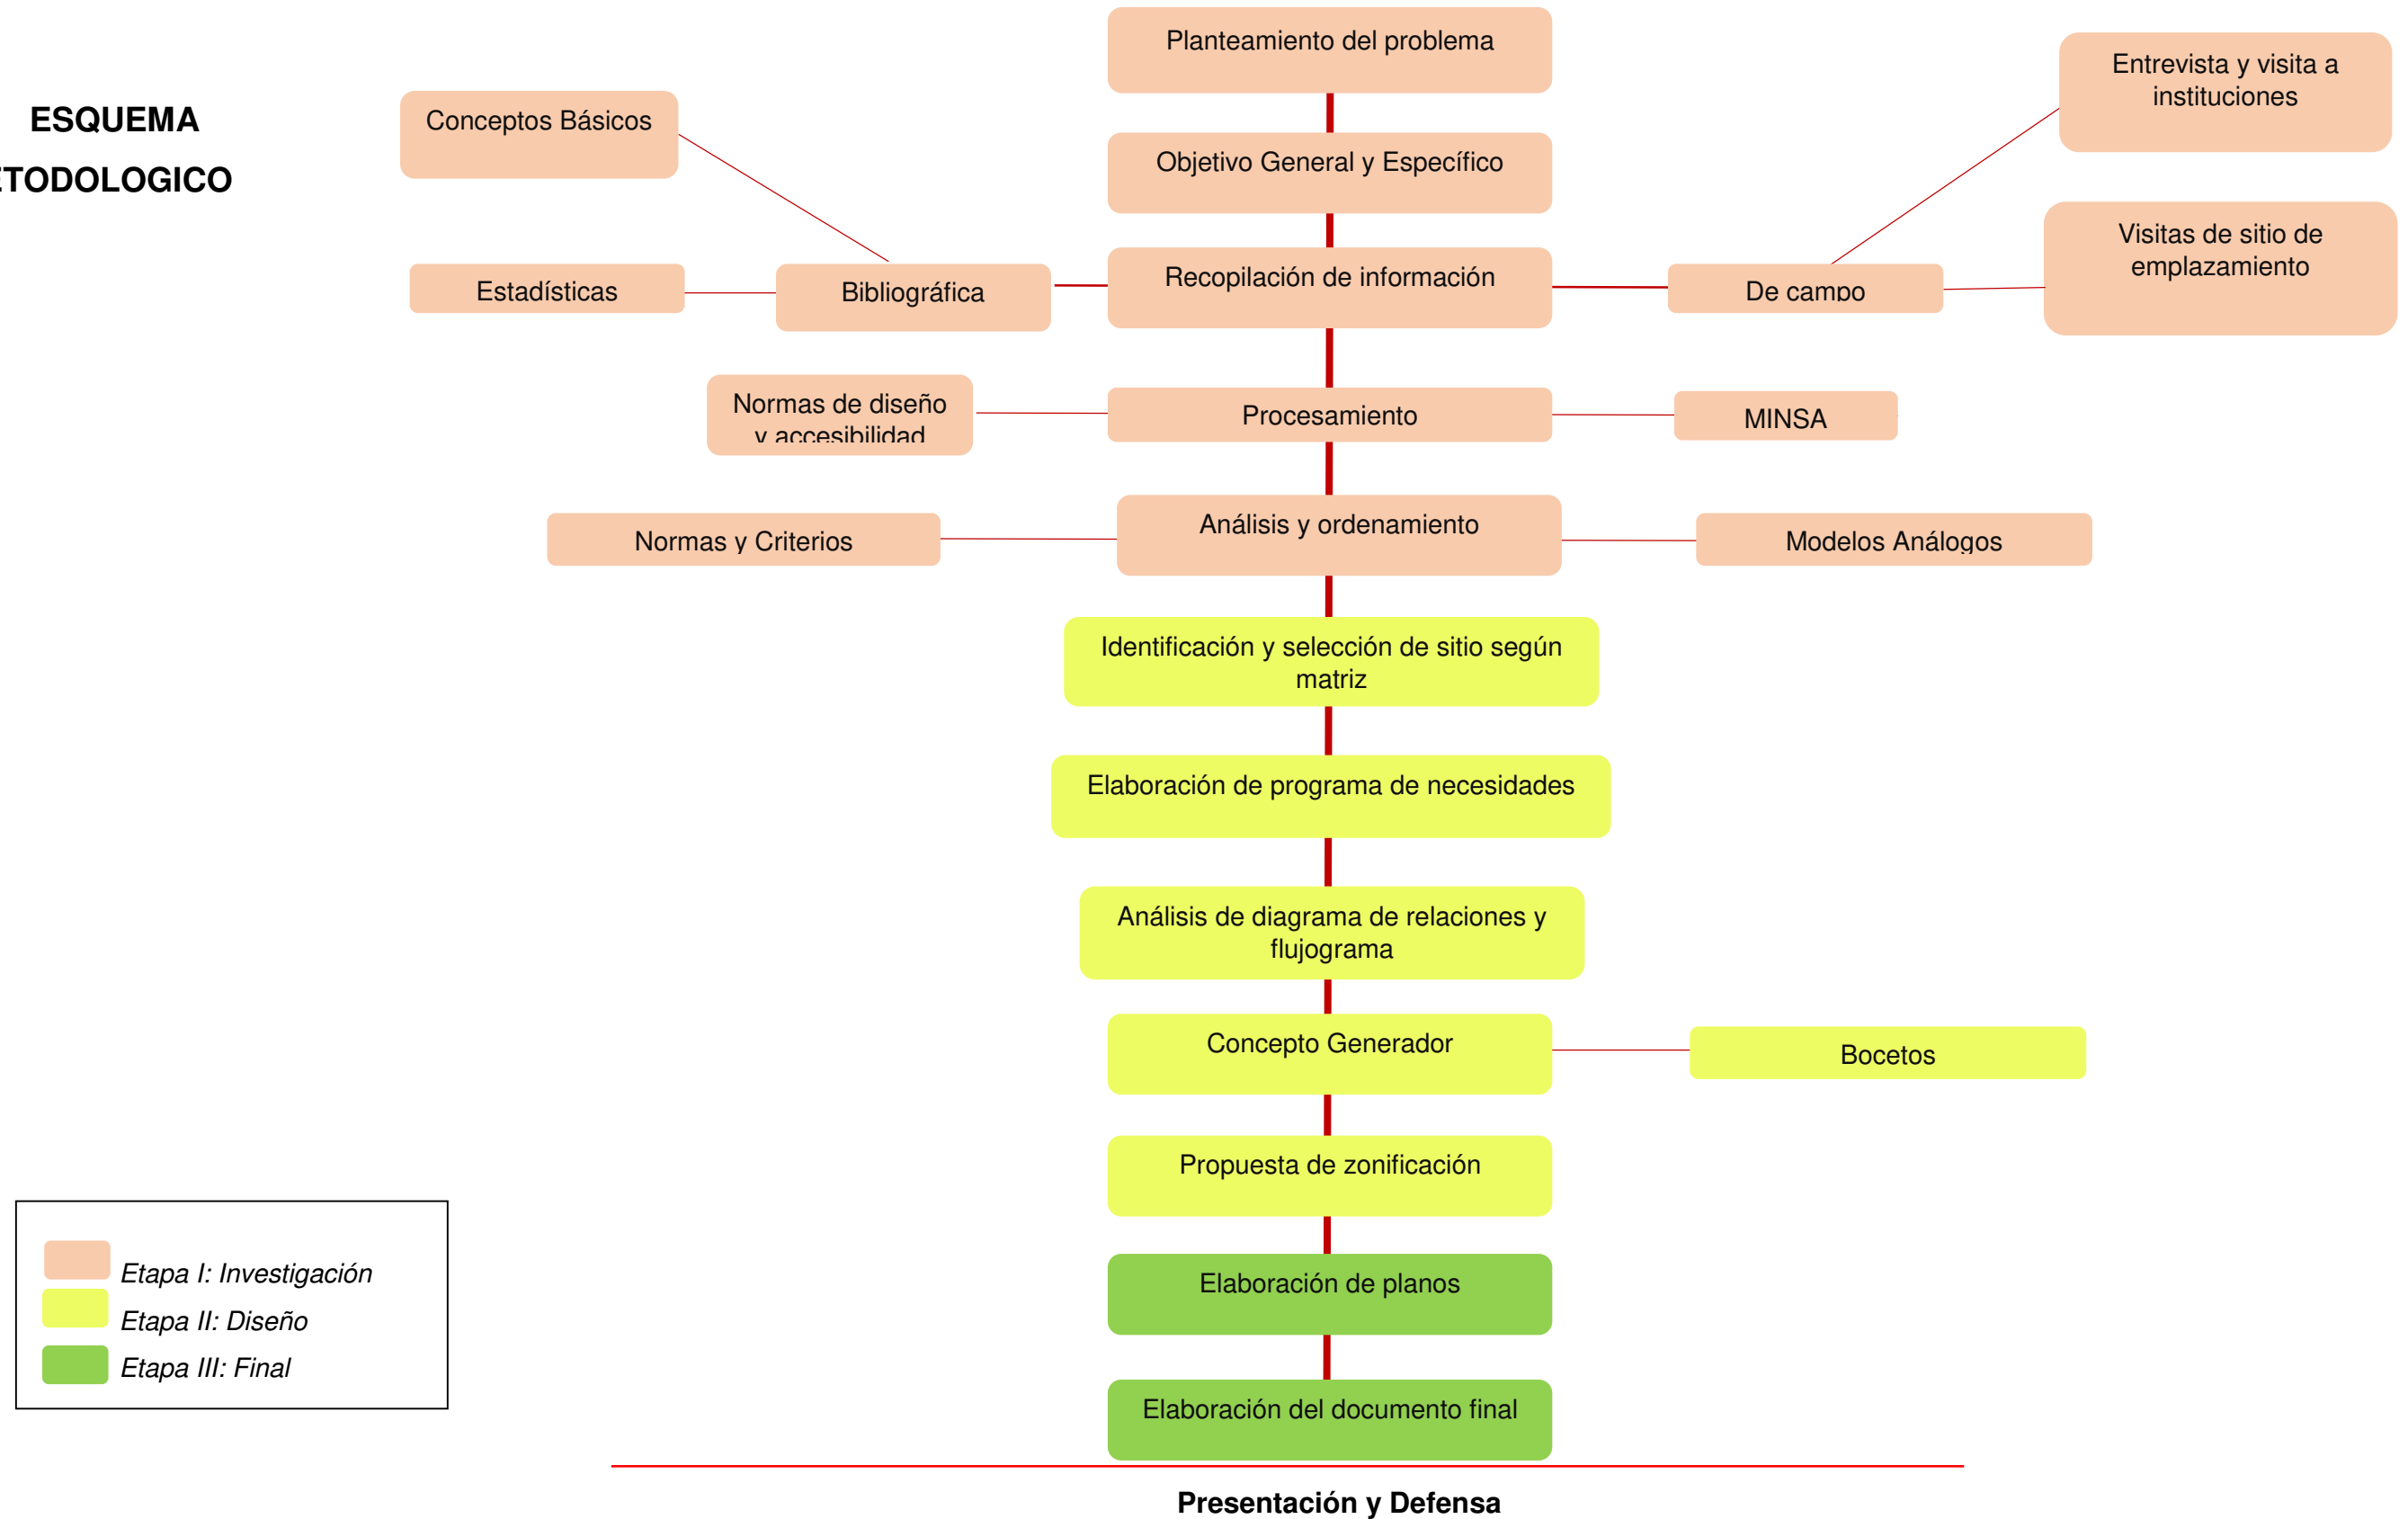 ESQUEMA
ETODOLOGICO
Planteamiento del problema
Entrevista y visita a
instituciones
Conceptos Básicos
Objetivo General y Específico
Visitas de sitio de
emplazamiento
Estadísticas
Bibliográfica
Recopilación de información
De campo
Normas de diseño
y accesibilidad
Procesamiento
MINSA
Normas y Criterios
Análisis y ordenamiento
Modelos Análogos
Identificación y selección de sitio según
matriz
Elaboración de programa de necesidades
Análisis de diagrama de relaciones y
flujograma
Concepto Generador
Bocetos
Propuesta de zonificación
Elaboración de planos
Elaboración del documento final
Etapa I: Investigación
Etapa II: Diseño
Etapa III: Final
Presentación y Defensa